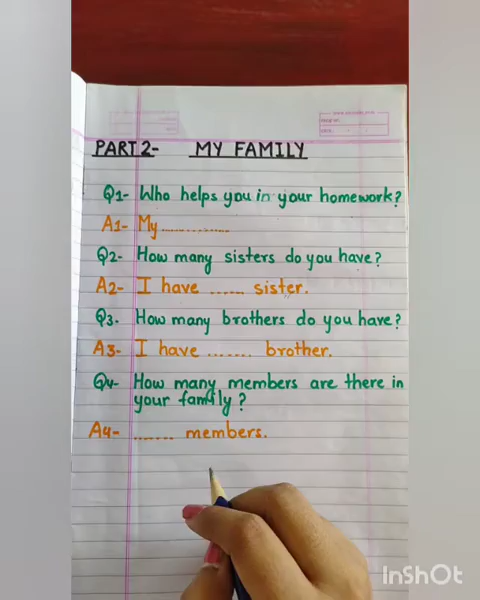 PART 2- MY FAMILY
Q1- Who helps you in your homework?
A1- My .............
Q2- How many sisters do you have?
A2- I have ...... sister.
Q3- How many brothers do you have?
A3- I have ....... brother.
Q4- How many members are there in
your family?
A4- ....... members.
InShOt